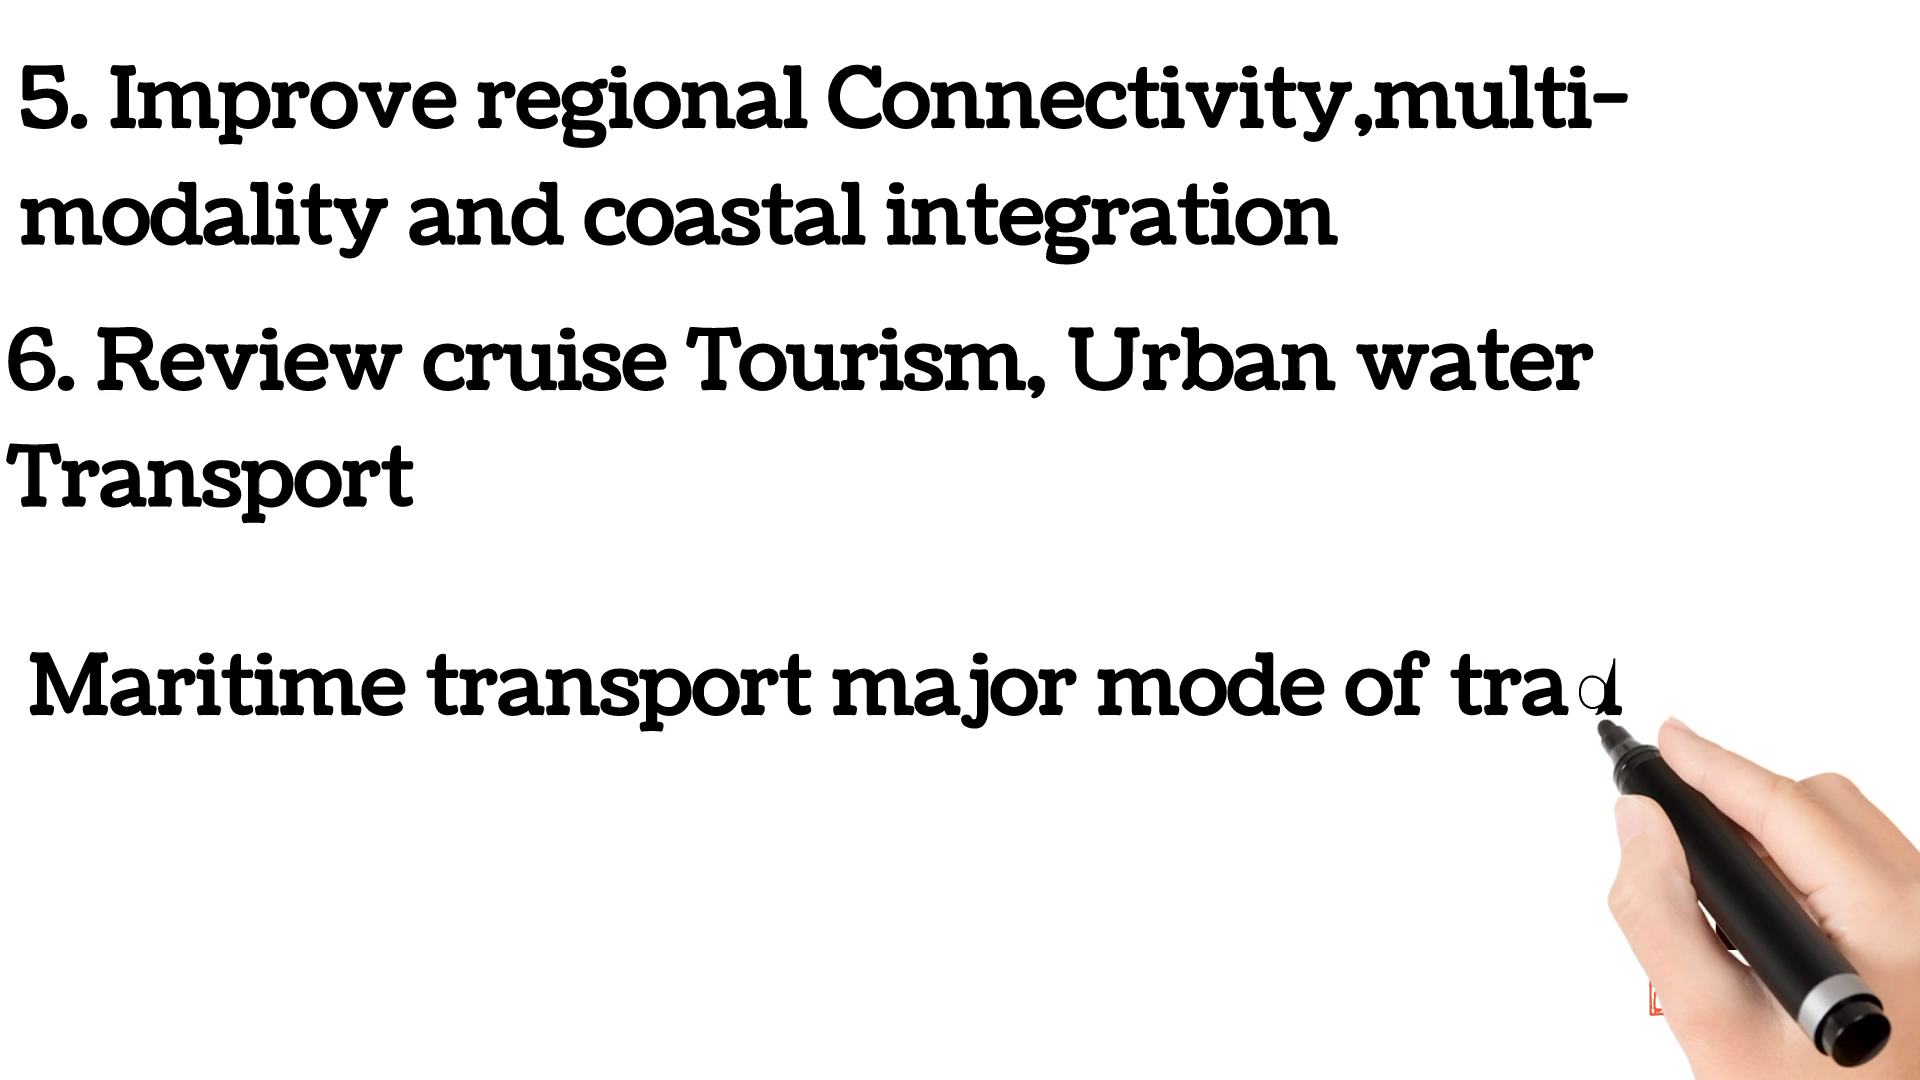 5. Improve regional Connectivity,multi-
modality and coastal integration
6. Review cruise Tourism, Urban water
Transport
Maritime transport major mode of trad